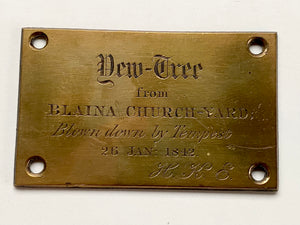 Yew-Tree
from
BLAINA CHURCH-YARD;
Blown down by Tempest
26 JAN: 1842